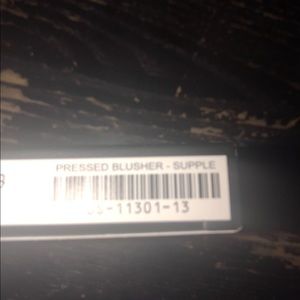 PRESSED BLUSHER - SUPPLE
-11301-13